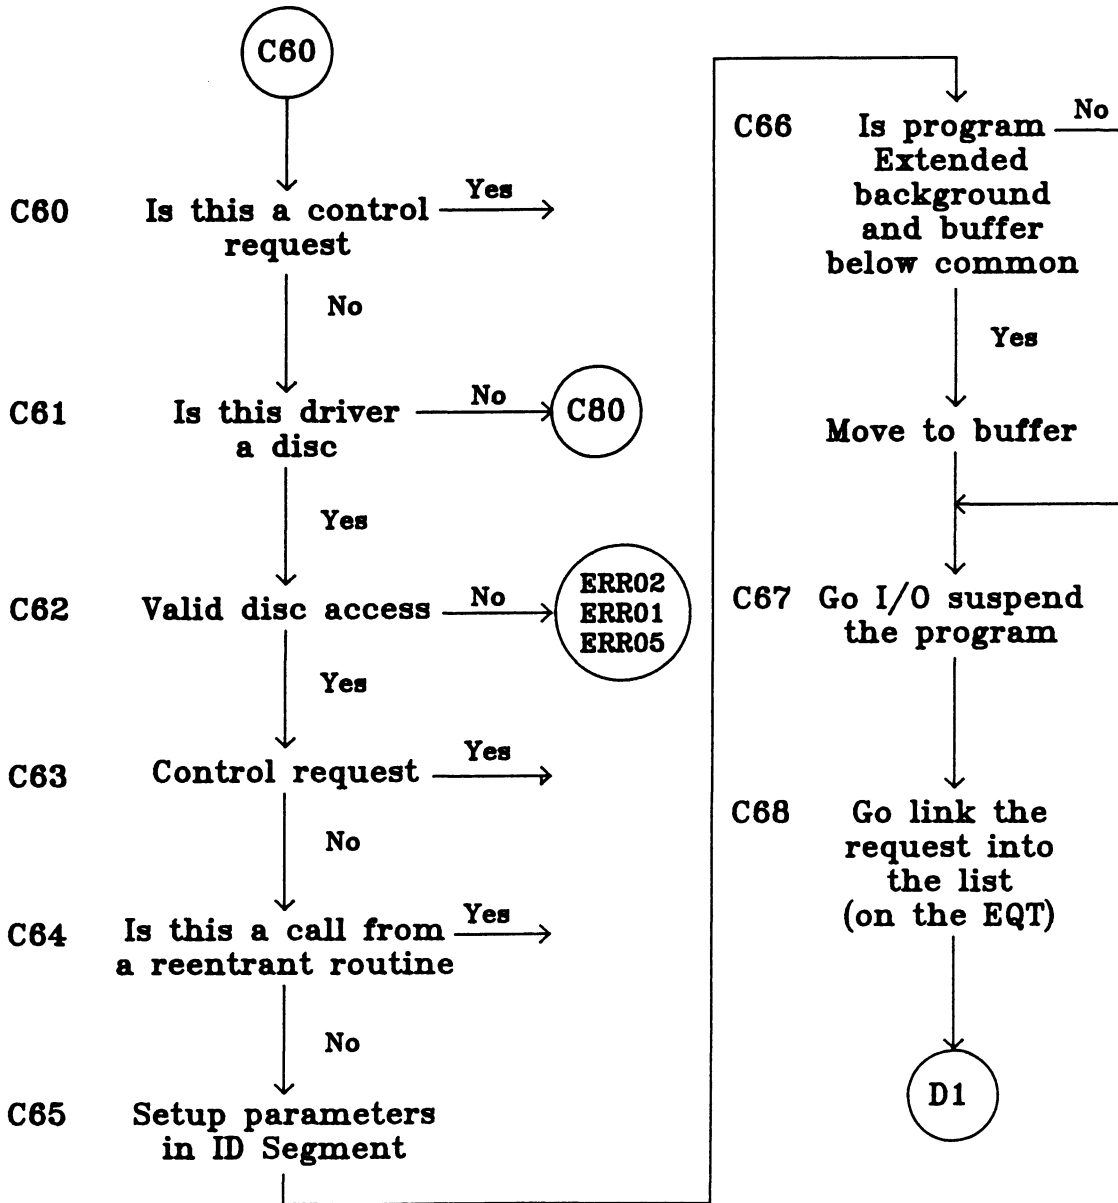 C60
C60 Is this a control Yes
request
No
C61 Is this driver No C80
a disc
Yes
C62 Valid disc access No ERR02
ERR01
ERR05
Yes
C63 Control request Yes
No
C64 Is this a call from Yes
a reentrant routine
No
C65 Setup parameters
in ID Segment
C66 Is program No
Extended
background
and buffer
below common
Yes
Move to buffer
C67 Go I/O suspend
the program
C68 Go link the
request into
the list
(on the EQT)
D1